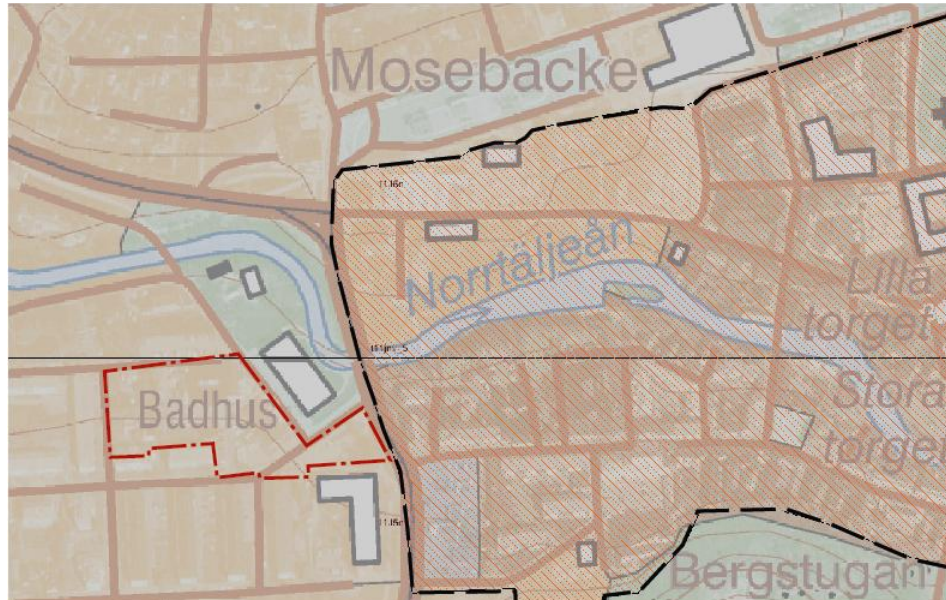 Mosebacke
Norrtäljeån
Lilla
torget
Stora
torget
Badhus
Bergstugan